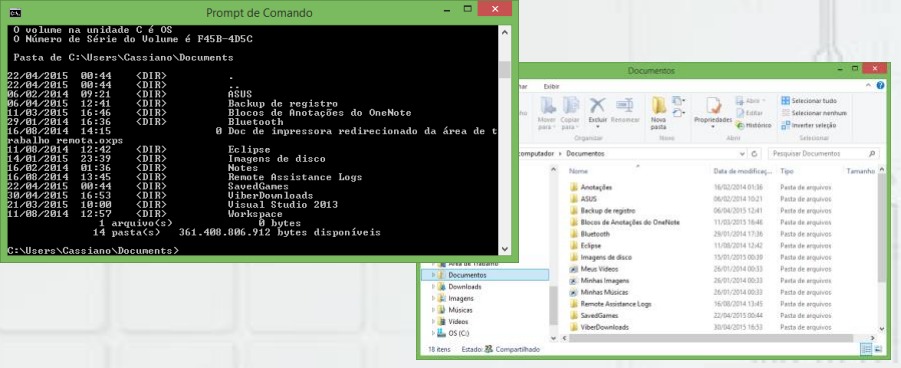 Prompt de Comando
O volume na unidade C é OS
O Número de Série do Volume é F45B-4D5C
Pasta de C:\Users\Cassiano\Documents
22/04/2015 00:44 <DIR> .
22/04/2015 00:44 <DIR> ..
06/02/2014 09:21 <DIR> ASUS
06/04/2015 12:41 <DIR> Backup de registro
11/03/2015 16:46 <DIR> Blocos de Anotações do OneNote
29/01/2014 16:36 <DIR> Bluetooth
16/08/2014 14:15 0 Doc de impressora redirecionado da área de t
rabalho remota.oxps
11/08/2014 12:42 <DIR> Eclipse
14/01/2015 23:39 <DIR> Imagens de disco
16/02/2014 01:36 <DIR> Notes
16/08/2014 13:45 <DIR> Remote Assistance Logs
22/04/2015 00:44 <DIR> SavedGames
30/04/2015 16:53 <DIR> ViberDownloads
21/03/2015 10:00 <DIR> Visual Studio 2013
11/08/2014 12:57 <DIR> Workspace
1 arquivo(s) 0 bytes
14 pasta(s) 361.408.806.912 bytes disponíveis
C:\Users\Cassiano\Documents>
Documentos
Exibir
Mover para
Copiar para
Excluir
Renomear
Nova pasta
Propriedades
Abrir
Editar
Histórico
Selecionar tudo
Selecionar nenhum
Inverter seleção
Organizar Novo Abrir Selecionar
computador Documentos
Pesquisar Documentos
Nome Data de modificaç... Tipo Tamanho
Anotações 16/02/2014 01:36 Pasta de arquivos
ASUS 06/02/2014 10:21 Pasta de arquivos
Backup de registro 06/04/2015 12:41 Pasta de arquivos
Blocos de Anotações do OneNote 11/03/2015 16:46 Pasta de arquivos
Bluetooth 29/01/2014 17:36 Pasta de arquivos
Eclipse 11/08/2014 12:42 Pasta de arquivos
Imagens de disco 15/01/2015 00:39 Pasta de arquivos
Meus Vídeos 26/01/2014 00:33 Pasta de arquivos
Minhas Imagens 26/01/2014 00:33 Pasta de arquivos
Minhas Músicas 26/01/2014 00:33 Pasta de arquivos
Remote Assistance Logs 16/08/2014 13:45 Pasta de arquivos
SavedGames 22/04/2015 00:44 Pasta de arquivos
ViberDownloads 30/04/2015 16:53 Pasta de arquivos
Área de Trabalho
Documentos
Downloads
Imagens
Músicas
Vídeos
OS (C:)
18 itens Estado: Compartilhado